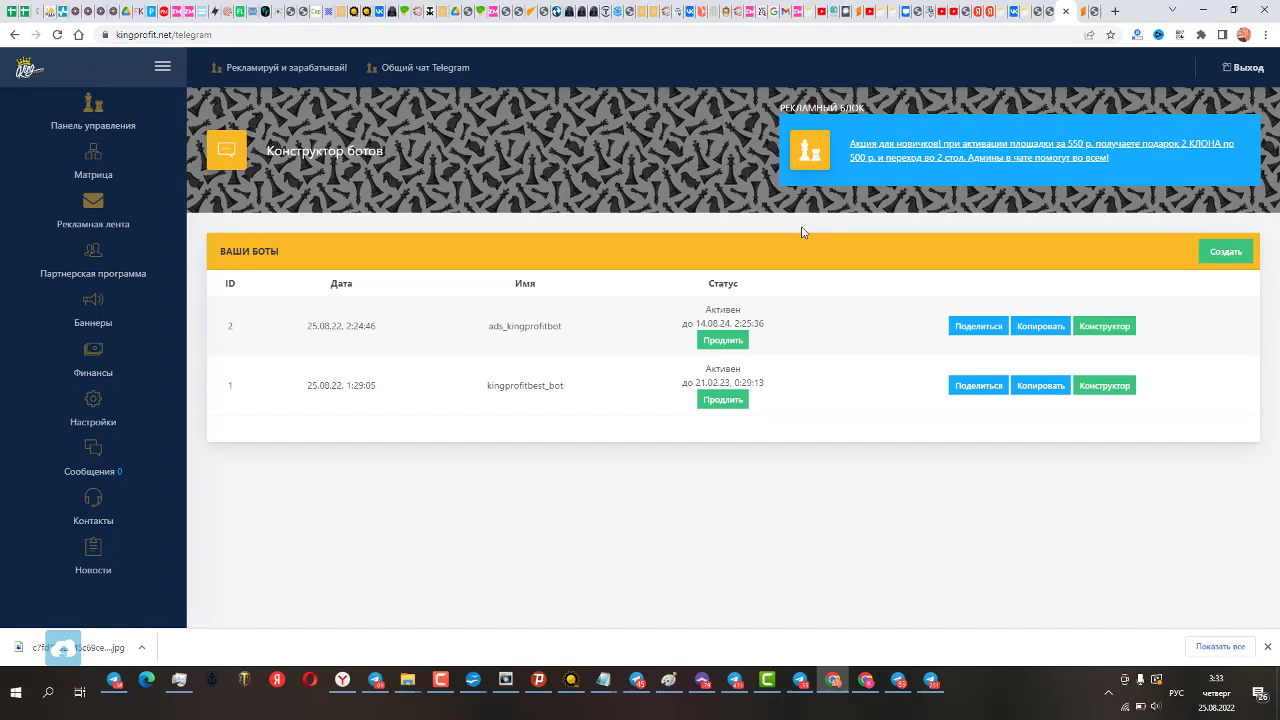 kingprofit.net/telegram
Рекламируй и зарабатывай!
Общий чат Telegram
Выход
Панель управления
Матрица
Рекламная лента
Партнерская программа
Баннеры
Финансы
Настройки
Сообщения 0
Контакты
Новости
Конструктор ботов
РЕКЛАМНЫЙ БЛОК
Акция для новичков! при активации площадки за 550 р. получаете подарок 2 КЛОНА по
500 р. и переход во 2 стол. Админы в чате помогут во всем!
ВАШИ БОТЫ
Создать
ID Дата Имя Статус
2 25.08.22, 2:24:46 ads_kingprofitbot
Активен
до 14.08.24, 2:25:36
Продлить
Поделиться Копировать Конструктор
1 25.08.22, 1:29:05 kingprofitbest_bot
Активен
до 21.02.23, 0:29:13
Продлить
Поделиться Копировать Конструктор
Показать все
РУС
3:33
четверг
25.08.2022